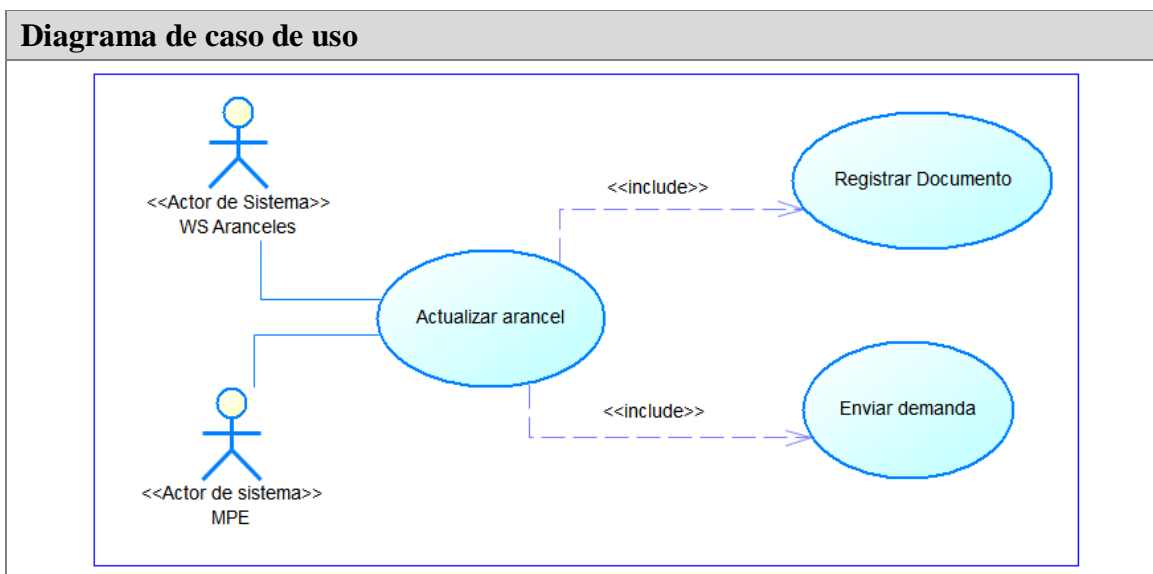 Diagrama de caso de uso
<<Actor de Sistema>>
WS Aranceles
<<include>>
Registrar Documento
Actualizar arancel
<<include>>
Enviar demanda
<<Actor de sistema>>
MPE